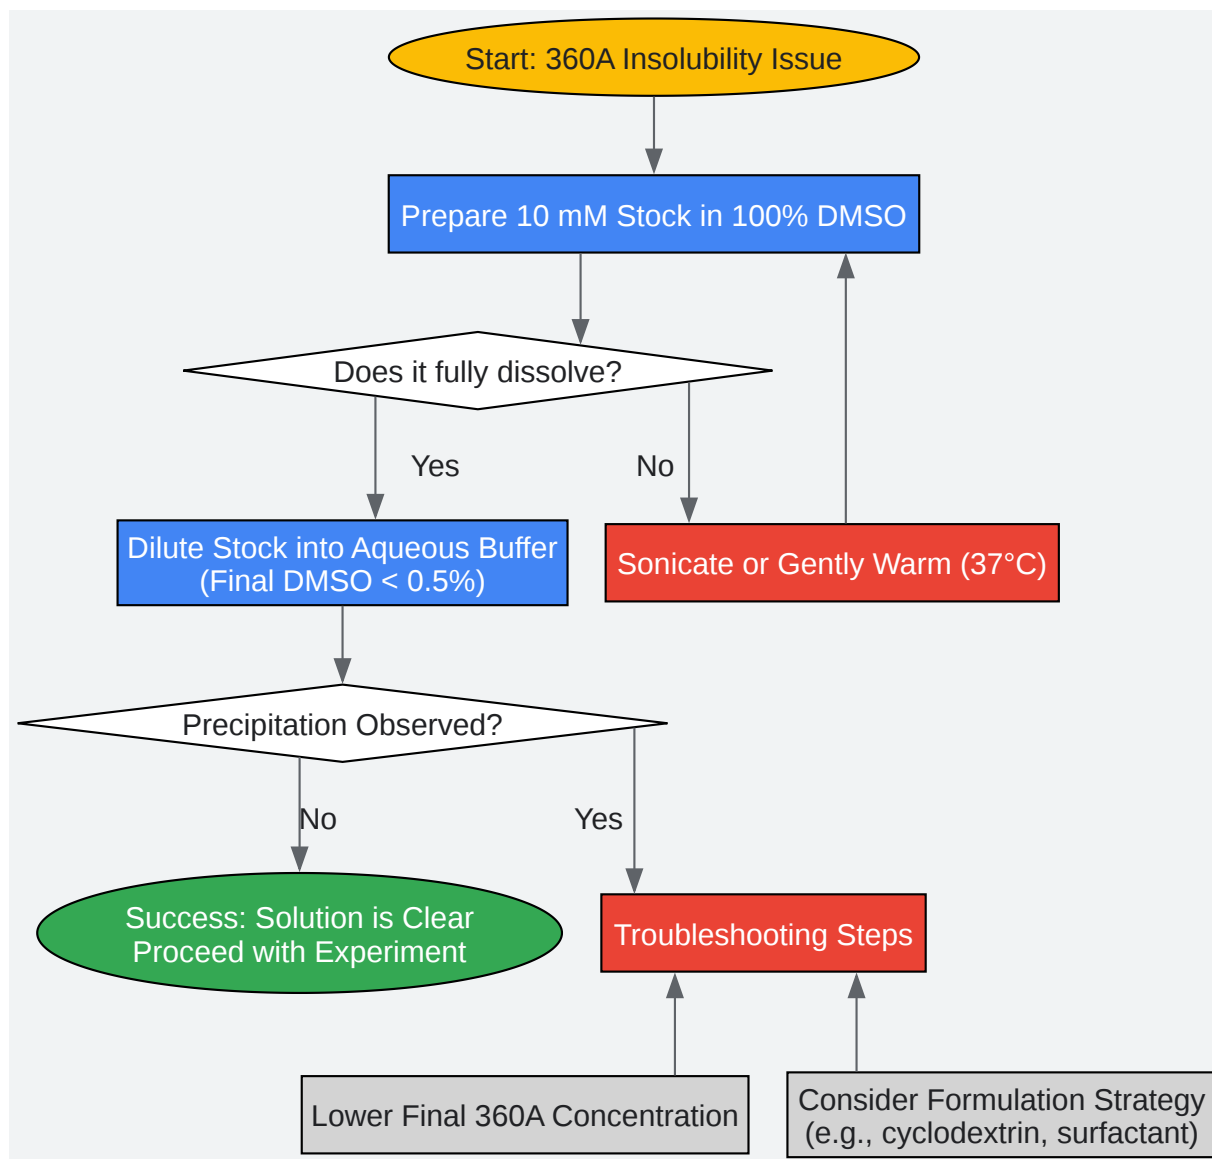 Start: 360A Insolubility Issue
Prepare 10 mM Stock in 100% DMSO
Does it fully dissolve?
Yes
No
Dilute Stock into Aqueous Buffer
(Final DMSO < 0.5%)
Sonicate or Gently Warm (37°C)
Precipitation Observed?
No
Yes
Success: Solution is Clear
Proceed with Experiment
Troubleshooting Steps
Lower Final 360A Concentration
Consider Formulation Strategy
(e.g., cyclodextrin, surfactant)